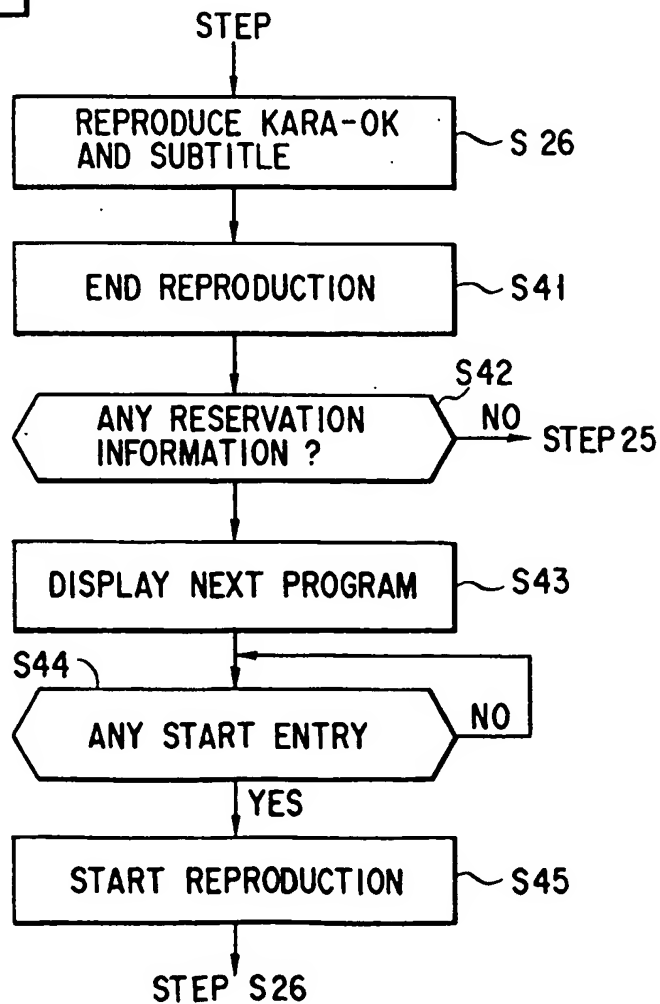 STEP
REPRODUCE KARA-OK
AND SUBTITLE
S 26
END REPRODUCTION
S41
S42
ANY RESERVATION
INFORMATION ?
NO
STEP 25
DISPLAY NEXT PROGRAM
S43
S44
ANY START ENTRY
NO
YES
START REPRODUCTION
S45
STEP S26